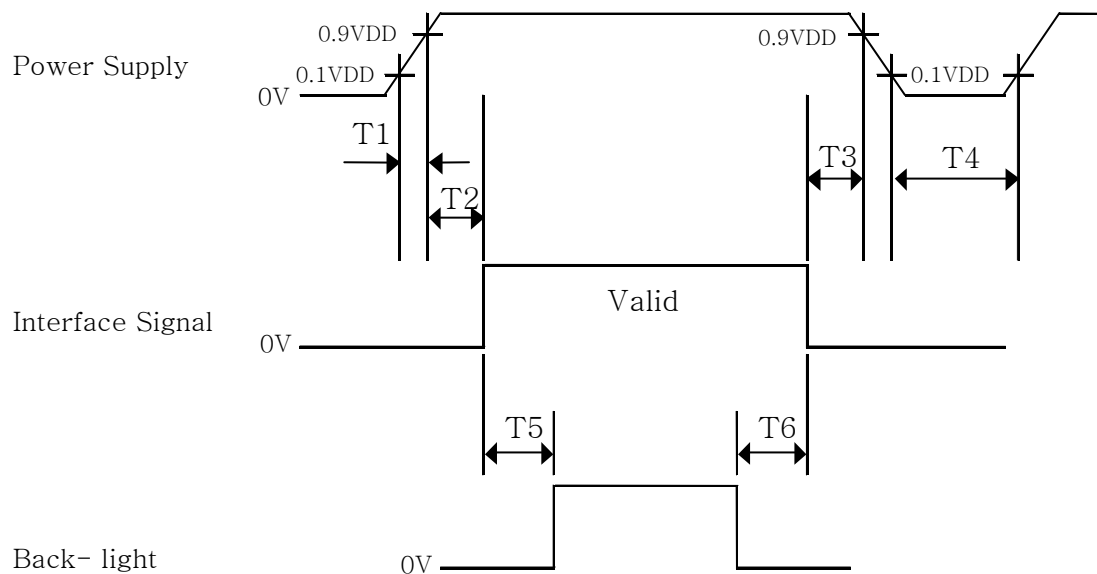 0.9VDD
0.9VDD
Power Supply
0.1VDD
0.1VDD
0V
T1
T3
T4
T2
Valid
Interface Signal
0V
T5
T6
Back- light
0V